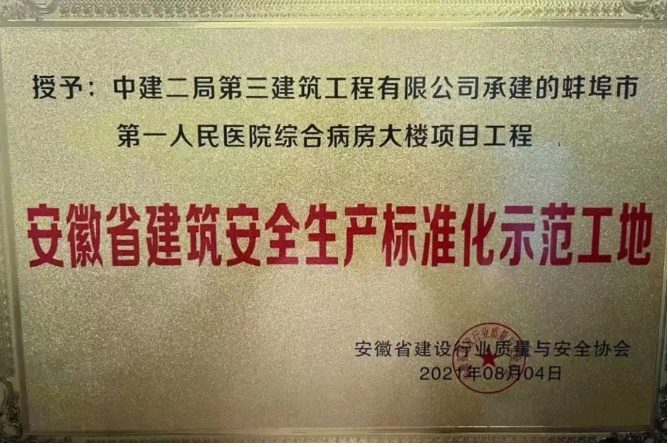 授予：中建二局第三建筑工程有限公司承建的蚌埠市
第一人民医院综合病房大楼项目工程
安徽省建筑安全生产标准化示范工地
安徽省建设行业质量与安全协会
2021年08月04日